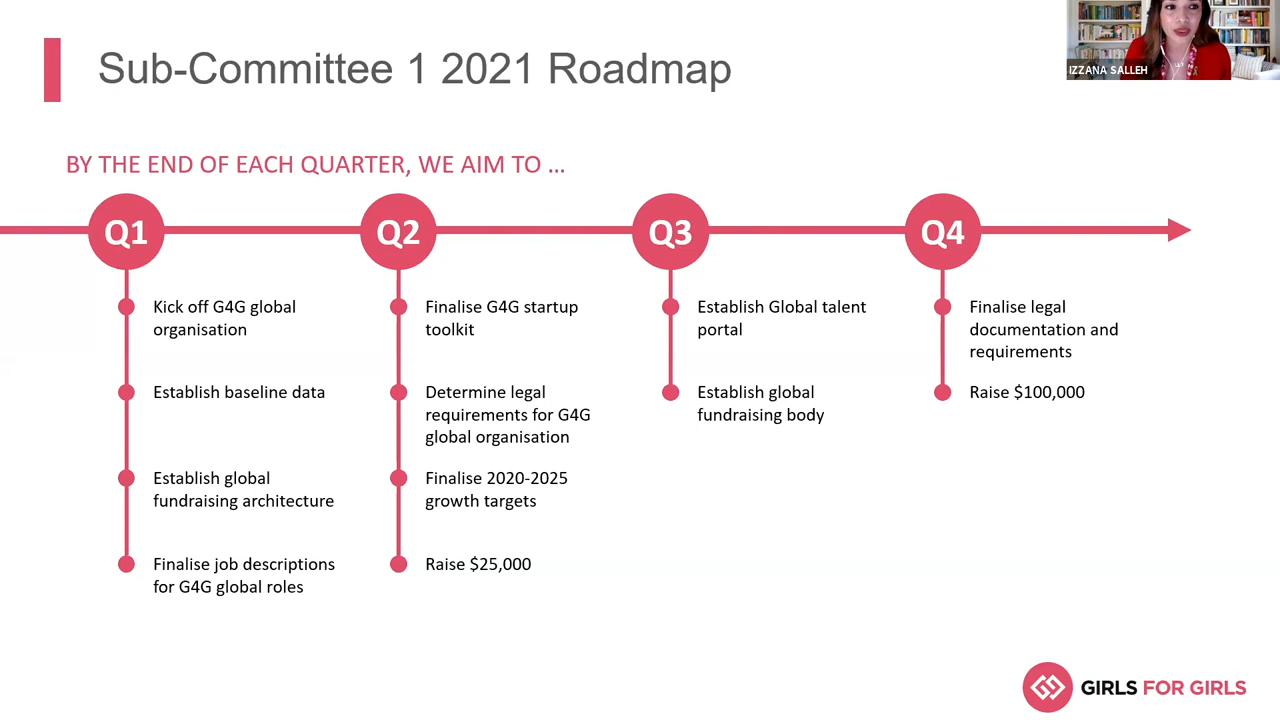 Sub-Committee 1 2021 Roadmap
IZZANA SALLEH
BY THE END OF EACH QUARTER, WE AIM TO ...
Q1
Q2
Q3
Q4
Kick off G4G global
organisation
Establish baseline data
Establish global
fundraising architecture
Finalise job descriptions
for G4G global roles
Finalise G4G startup
toolkit
Determine legal
requirements for G4G
global organisation
Finalise 2020-2025
growth targets
Raise $25,000
Establish Global talent
portal
Establish global
fundraising body
Finalise legal
documentation and
requirements
Raise $100,000
GIRLS FOR GIRLS